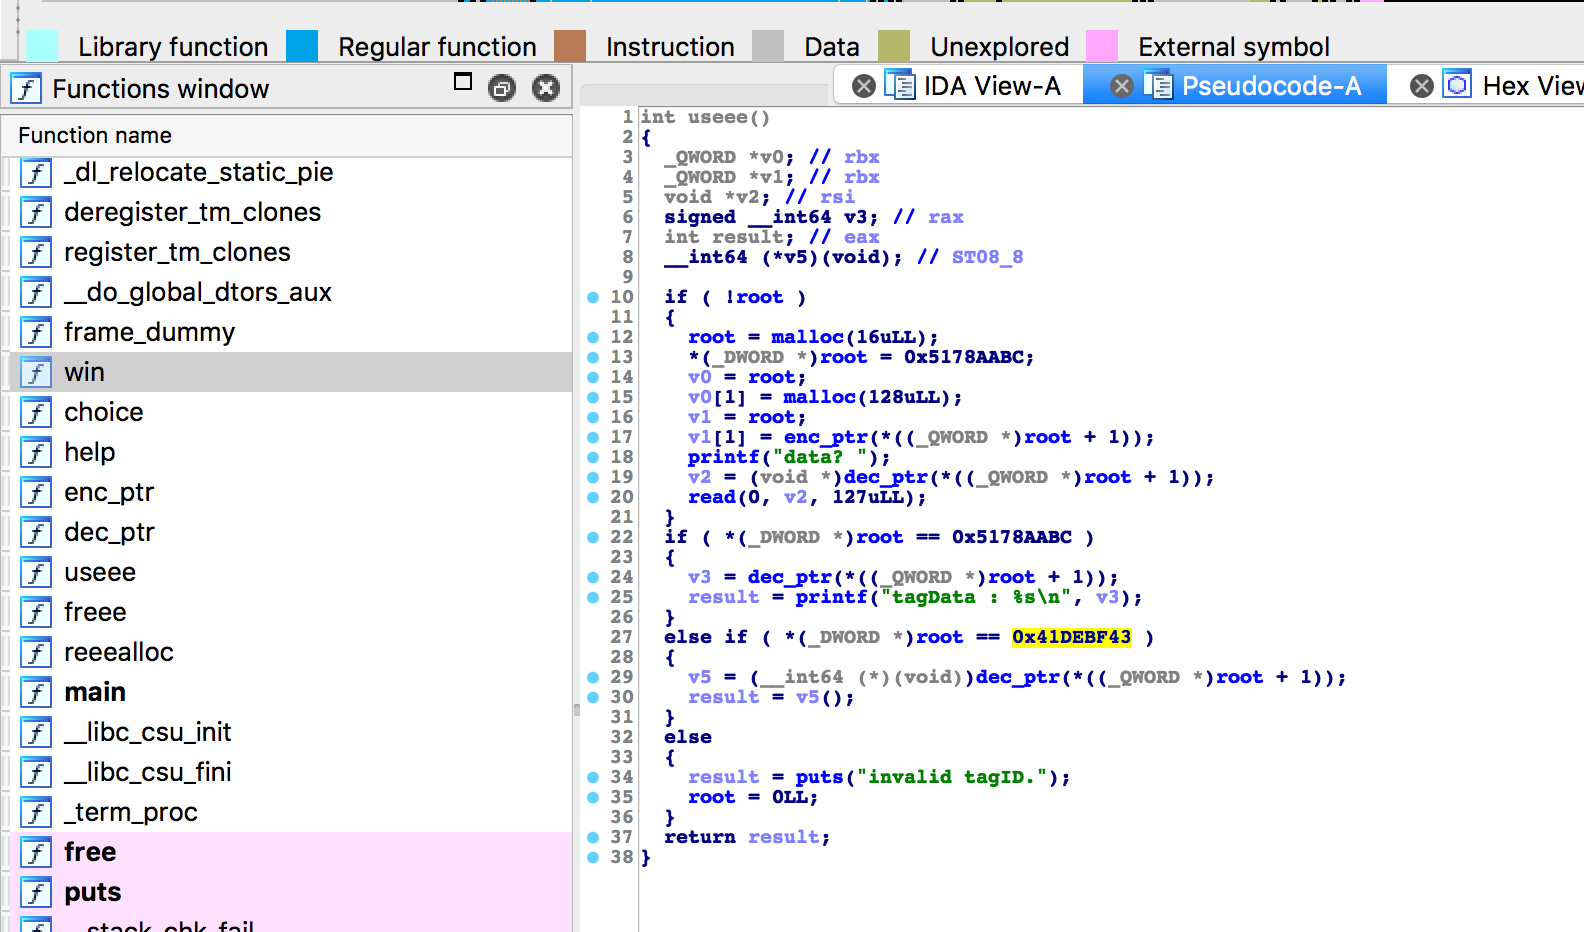 Library function Regular function Instruction Data Unexplored External symbol
Functions window
IDA View-A Pseudocode-A Hex View
Function name
_dl_relocate_static_pie
deregister_tm_clones
register_tm_clones
__do_global_dtors_aux
frame_dummy
win
choice
help
enc_ptr
dec_ptr
useee
freee
reeealloc
main
__libc_csu_init
__libc_csu_fini
_term_proc
free
puts
__stack_chk_fail
1 int useee()
2 {
3 _QWORD *v0; // rbx
4 _QWORD *v1; // rbx
5 void *v2; // rsi
6 signed __int64 v3; // rax
7 int result; // eax
8 __int64 (*v5)(void); // ST08_8
9
10 if ( !root )
11 {
12 root = malloc(16uLL);
13 *(_DWORD *)root = 0x5178AABC;
14 v0 = root;
15 v0[1] = malloc(128uLL);
16 v1 = root;
17 v1[1] = enc_ptr(*((_QWORD *)root + 1));
18 printf("data? ");
19 v2 = (void *)dec_ptr(*((_QWORD *)root + 1));
20 read(0, v2, 127uLL);
21 }
22 if ( *(_DWORD *)root == 0x5178AABC )
23 {
24 v3 = dec_ptr(*((_QWORD *)root + 1));
25 result = printf("tagData : %s\n", v3);
26 }
27 else if ( *(_DWORD *)root == 0x41DEBF43 )
28 {
29 v5 = (__int64 (*)(void))dec_ptr(*((_QWORD *)root + 1));
30 result = v5();
31 }
32 else
33 {
34 result = puts("invalid tagID.");
35 root = 0LL;
36 }
37 return result;
38 }